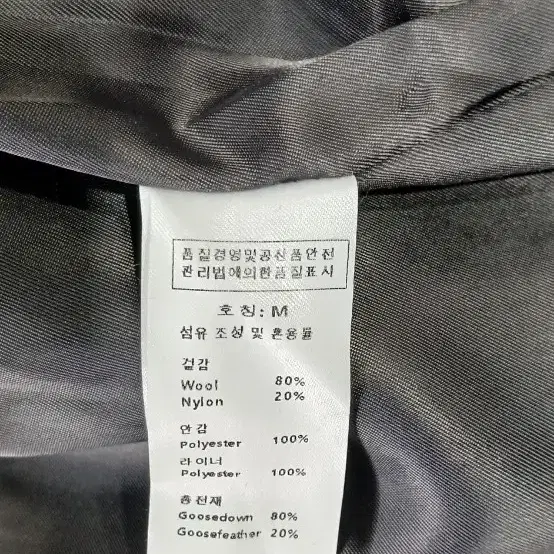 품질경영및공산품안전
관리법에의한품질표시
호칭: M
섬유 조성 및 혼용률
겉감
Wool 80%
Nylon 20%
안감
Polyester 100%
라이너
Polyester 100%
충전재
Goosedown 80%
Goosefeather 20%